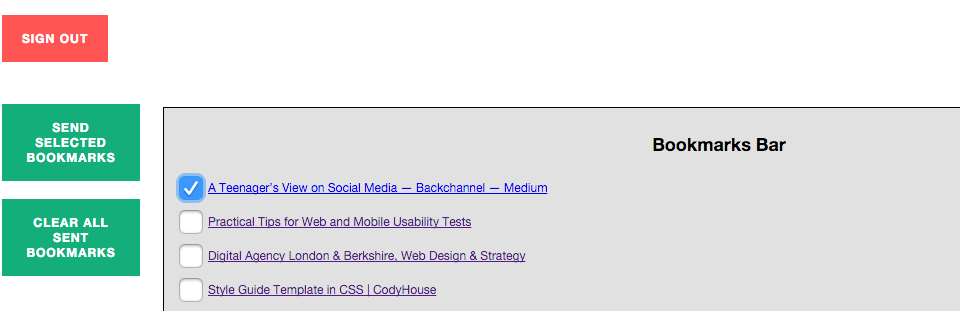 SIGN OUT
SEND
SELECTED
BOOKMARKS
CLEAR ALL
SENT
BOOKMARKS
Bookmarks Bar
A Teenager's View on Social Media — Backchannel — Medium
Practical Tips for Web and Mobile Usability Tests
Digital Agency London & Berkshire, Web Design & Strategy
Style Guide Template in CSS | CodyHouse